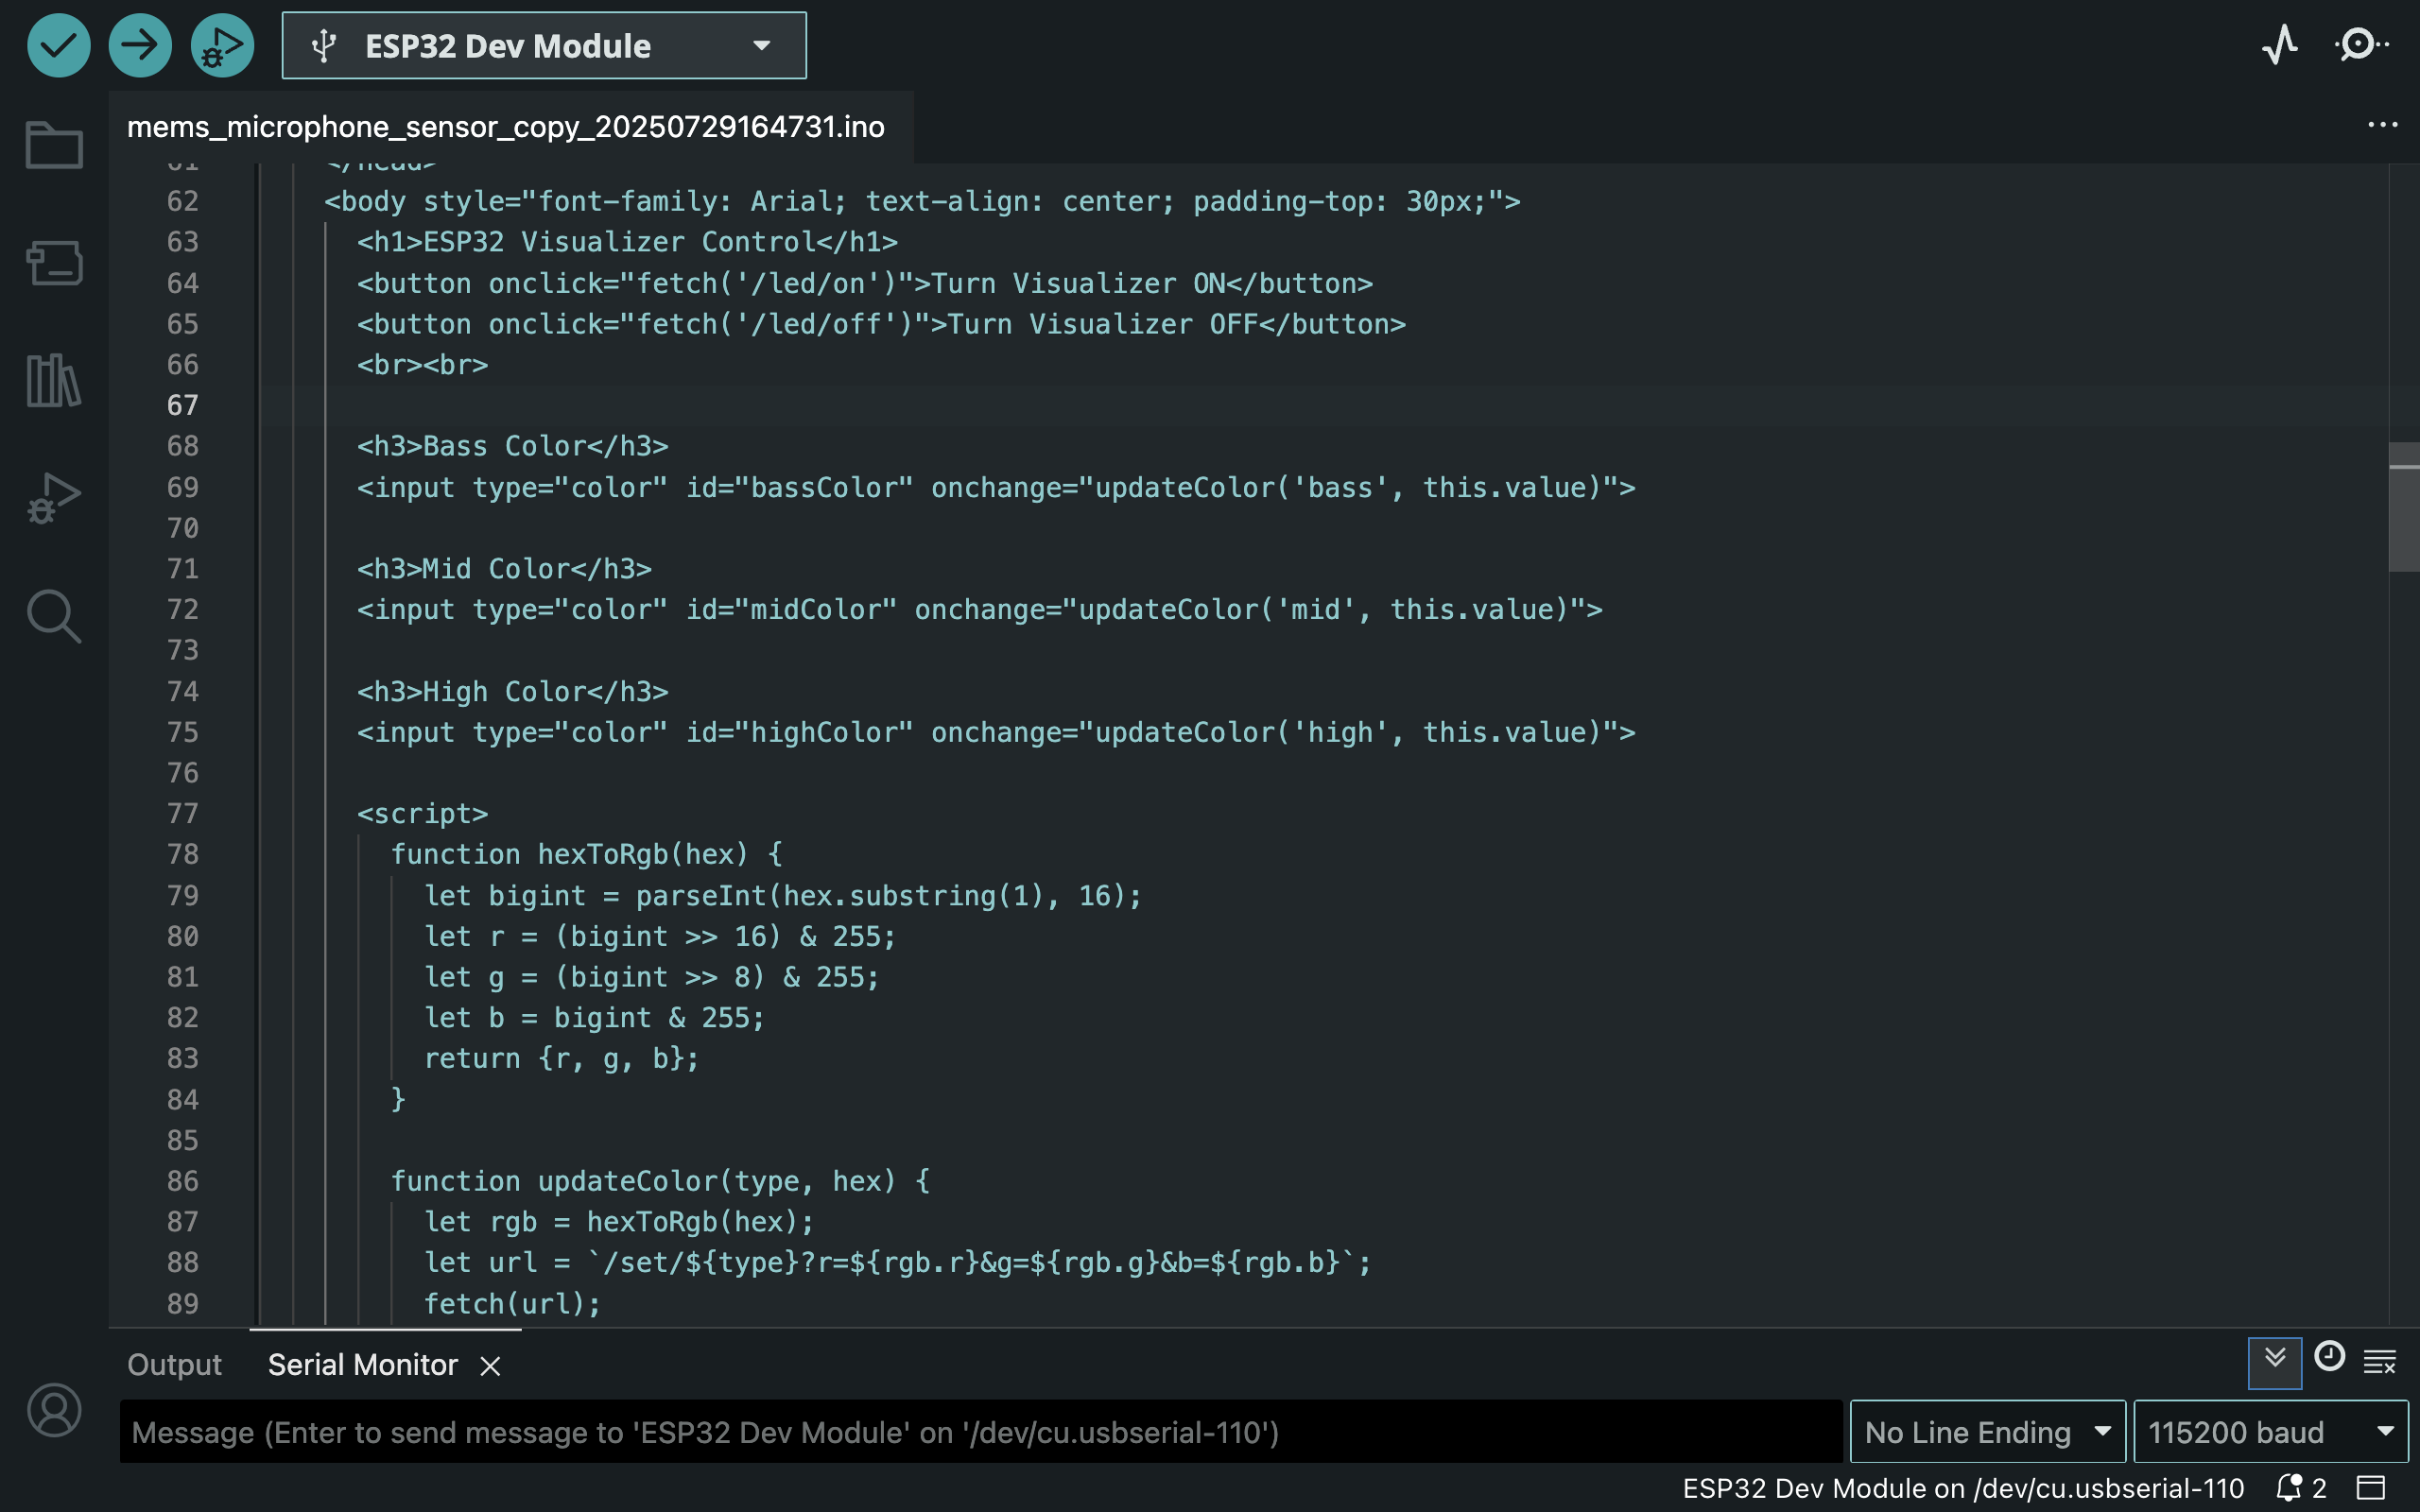 ESP32 Dev Module
mems_microphone_sensor_copy_20250729164731.ino
61 </head>
62 <body style="font-family: Arial; text-align: center; padding-top: 30px;">
63 <h1>ESP32 Visualizer Control</h1>
64 <button onclick="fetch('/led/on')">Turn Visualizer ON</button>
65 <button onclick="fetch('/led/off')">Turn Visualizer OFF</button>
66 <br><br>
67
68 <h3>Bass Color</h3>
69 <input type="color" id="bassColor" onchange="updateColor('bass', this.value)">
70
71 <h3>Mid Color</h3>
72 <input type="color" id="midColor" onchange="updateColor('mid', this.value)">
73
74 <h3>High Color</h3>
75 <input type="color" id="highColor" onchange="updateColor('high', this.value)">
76
77 <script>
78 function hexToRgb(hex) {
79 let bigint = parseInt(hex.substring(1), 16);
80 let r = (bigint >> 16) & 255;
81 let g = (bigint >> 8) & 255;
82 let b = bigint & 255;
83 return {r, g, b};
84 }
85
86 function updateColor(type, hex) {
87 let rgb = hexToRgb(hex);
88 let url = `/set/${type}?r=${rgb.r}&g=${rgb.g}&b=${rgb.b}`;
89 fetch(url);
Output Serial Monitor
Message (Enter to send message to 'ESP32 Dev Module' on '/dev/cu.usbserial-110') No Line Ending 115200 baud
ESP32 Dev Module on /dev/cu.usbserial-110 2